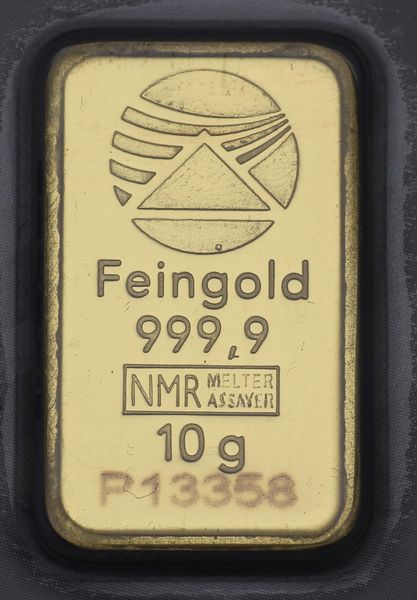 Feingold
999,9
NMR MELTER ASSAYER
10 g
P13358